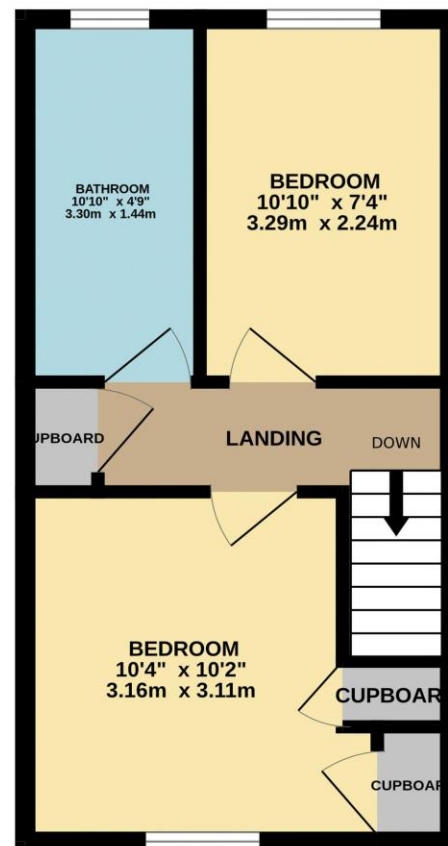 BATHROOM
10'10" x 4'9"
3.30m x 1.44m
BEDROOM
10'10" x 7'4"
3.29m x 2.24m
UPBOARD
LANDING
DOWN
BEDROOM
10'4" x 10'2"
3.16m x 3.11m
CUPBOAR
CUPBOAR